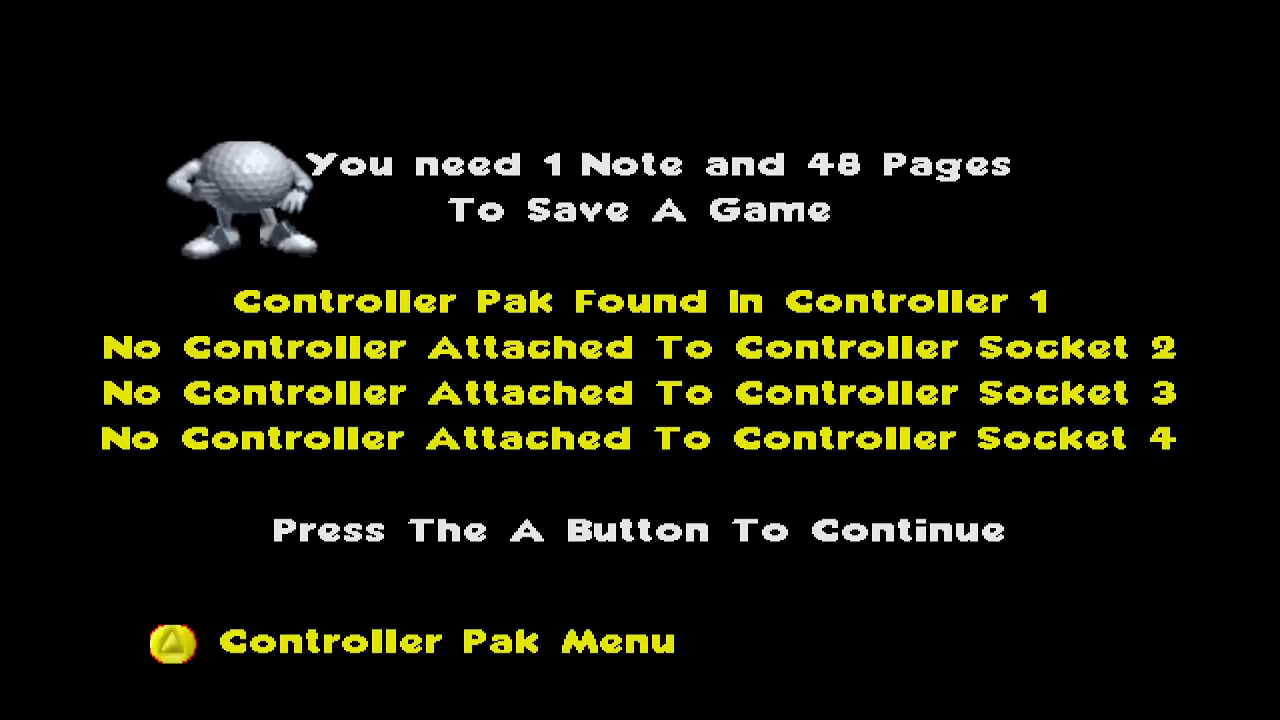 You need 1 Note and 48 Pages
To Save A Game
Controller Pak Found In Controller 1
No Controller Attached To Controller Socket 2
No Controller Attached To Controller Socket 3
No Controller Attached To Controller Socket 4
Press The A Button To Continue
Controller Pak Menu